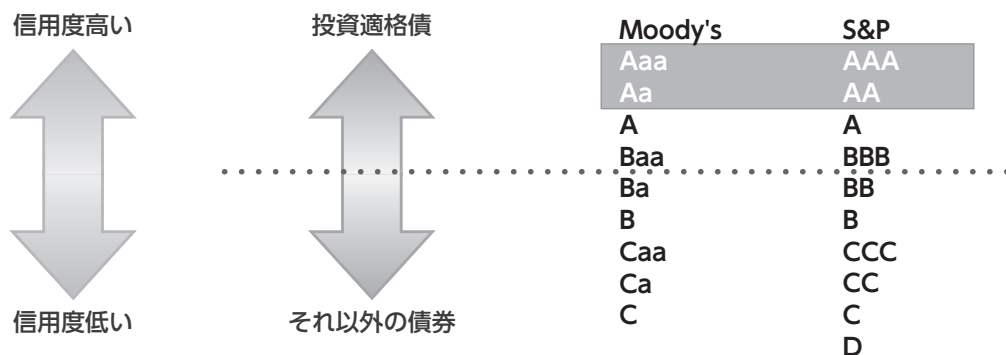 信用度高い 投資適格債 Moody's S&P
Aaa AAA
Aa AA
A A
Baa BBB
Ba BB
B B
Caa CCC
Ca CC
信用度低い それ以外の債券 C C
D